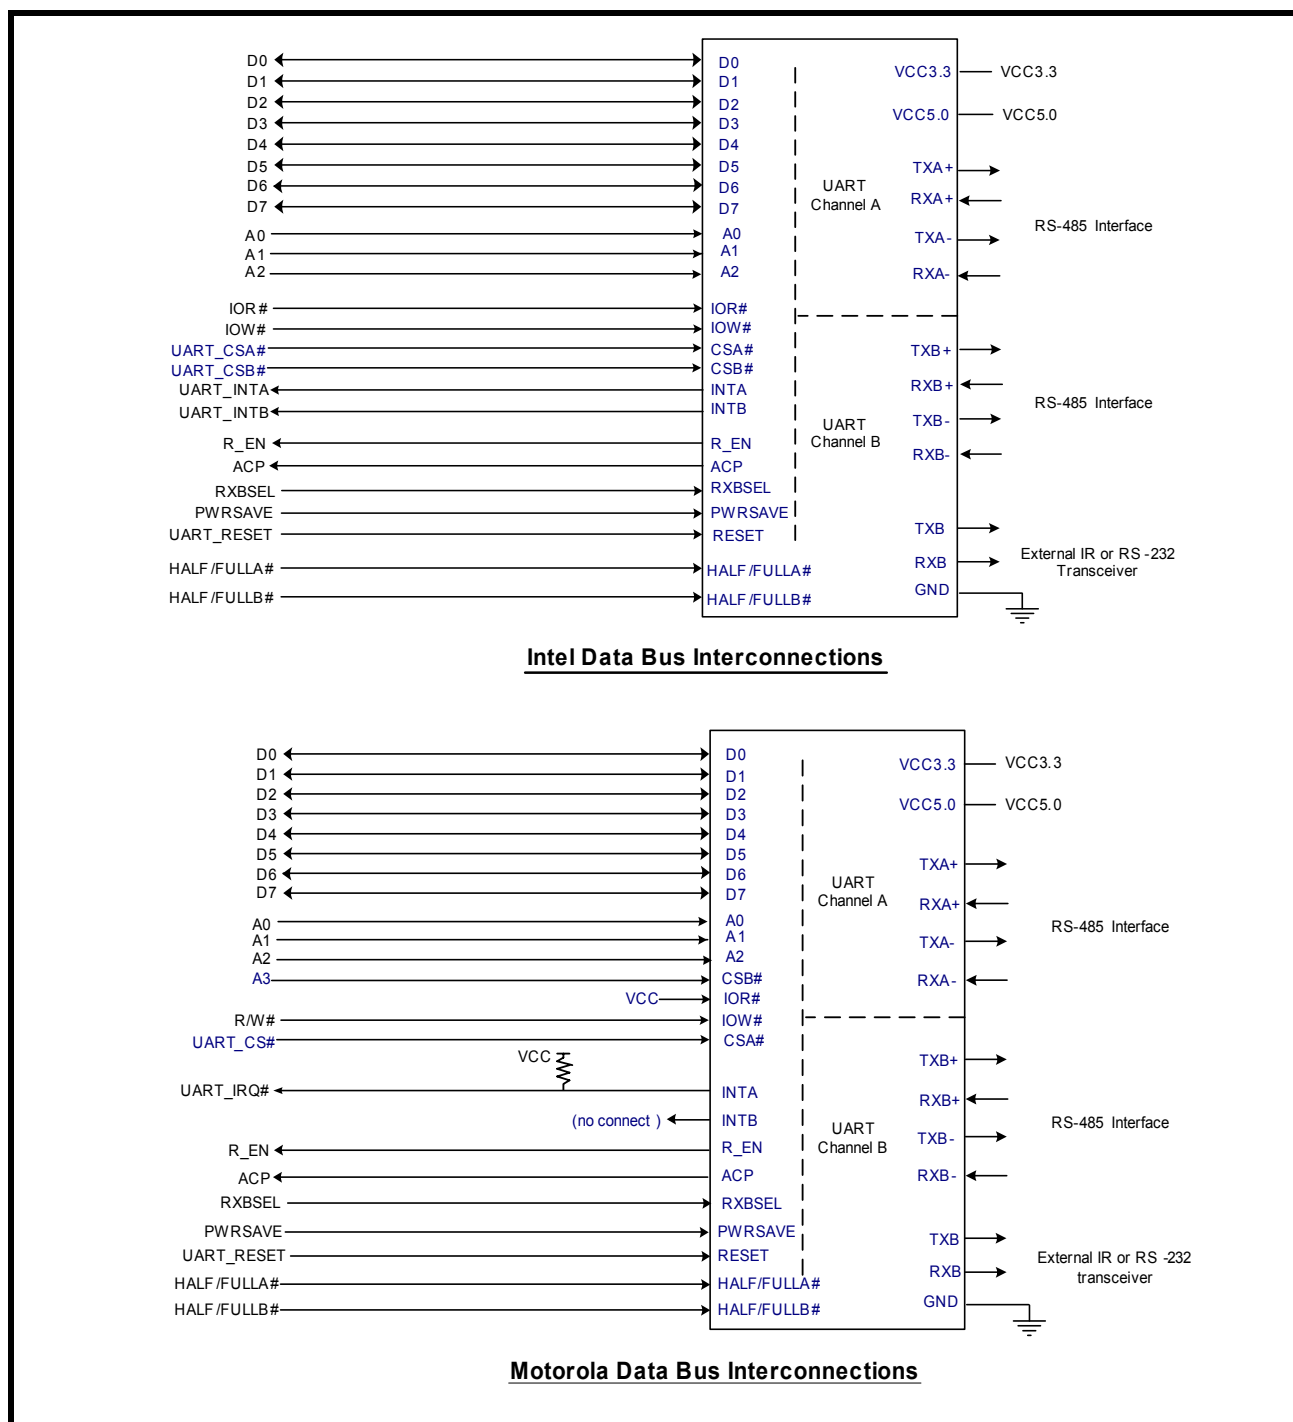 D0 D0 VCC3.3 VCC3.3
D1 D1
D2 D2
D3 D3 VCC5.0 VCC5.0
D4 D4
D5 D5 TXA+
D6 D6 UART
D7 D7 Channel A RXA+
RS-485 Interface
A0 A0 TXA-
A1 A1
A2 A2 RXA-
IOR# IOR#
IOW# IOW#
UART_CSA# CSA# TXB+
UART_CSB# CSB#
UART_INTA INTA RXB+
RS-485 Interface
UART_INTB INTB UART TXB-
R_EN R_EN Channel B RXB-
ACP ACP
RXBSEL RXBSEL
PWRSAVE PWRSAVE
UART_RESET RESET TXB
External IR or RS -232
HALF/FULLA# HALF/FULLA# RXB Transceiver
HALF/FULLB# HALF/FULLB# GND
Intel Data Bus Interconnections
D0 D0 VCC3.3 VCC3.3
D1 D1
D2 D2
D3 D3 VCC5.0 VCC5.0
D4 D4
D5 D5 TXA+
D6 D6 UART
D7 D7 Channel A RXA+
A0 A0 RS-485 Interface
A1 A1 TXA-
A2 A2
A3 CSB# RXA-
VCC IOR#
R/W# IOW#
UART_CS# CSA#
VCC TXB+
UART_IRQ# INTA RXB+
(no connect ) INTB UART TXB- RS-485 Interface
R_EN R_EN Channel B
ACP ACP RXB-
RXBSEL RXBSEL
PWRSAVE PWRSAVE TXB
UART_RESET RESET External IR or RS -232
HALF/FULLA# HALF/FULLA# RXB transceiver
HALF/FULLB# HALF/FULLB# GND
Motorola Data Bus Interconnections